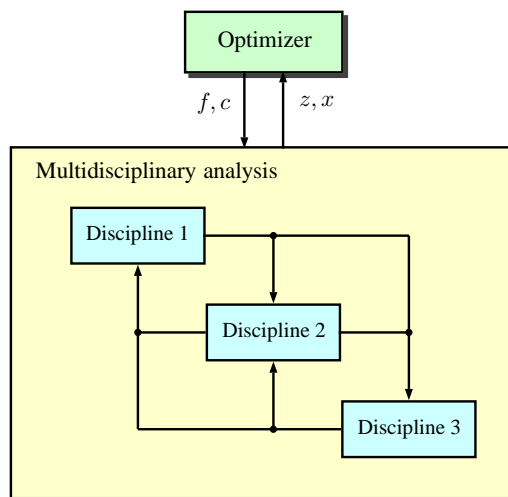 Optimizer
f, c
z, x
Multidisciplinary analysis
Discipline 1
Discipline 2
Discipline 3